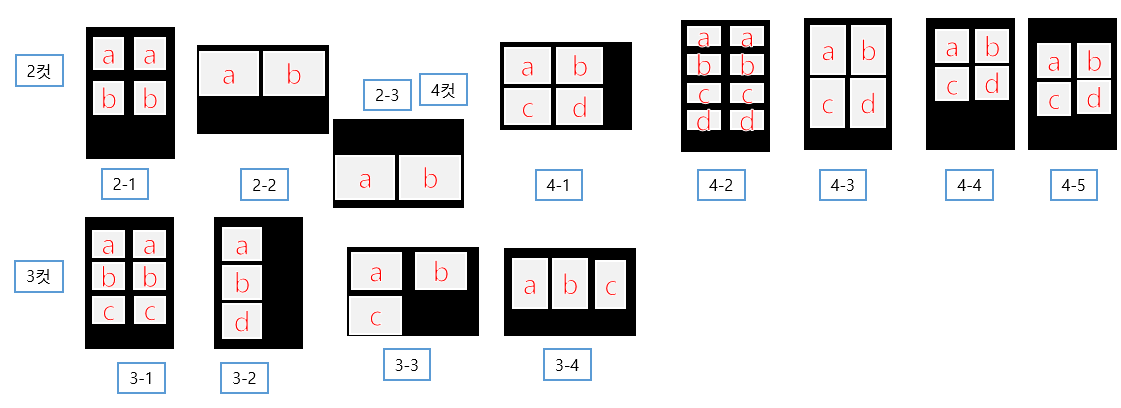 2컷
a a
b b
2-1
a b
2-2
2-3
a b
4컷
a b
c d
4-1
a a
b b
c c
d d
4-2
a b
c d
4-3
a b
c d
4-4
a b
c d
4-5
3컷
a a
b b
c c
3-1
a
b
d
3-2
a b
c
3-3
a b c
3-4